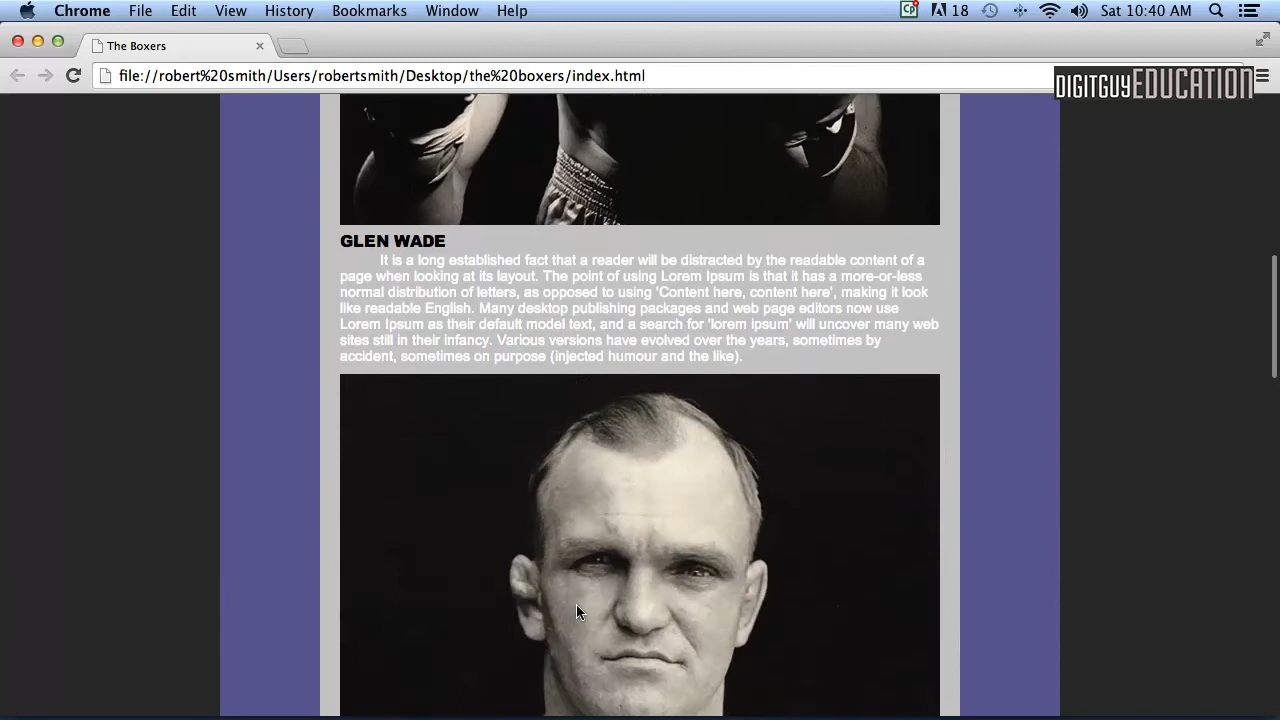 Chrome File Edit View History Bookmarks Window Help 18 Sat 10:40 AM
The Boxers
file://robert%20smith/Users/robertsmith/Desktop/the%20boxers/index.html
DIGITGUYEDUCATION
GLEN WADE
It is a long established fact that a reader will be distracted by the readable content of a
page when looking at its layout. The point of using Lorem Ipsum is that it has a more-or-less
normal distribution of letters, as opposed to using 'Content here, content here', making it look
like readable English. Many desktop publishing packages and web page editors now use
Lorem Ipsum as their default model text, and a search for 'lorem ipsum' will uncover many web
sites still in their infancy. Various versions have evolved over the years, sometimes by
accident, sometimes on purpose (injected humour and the like).